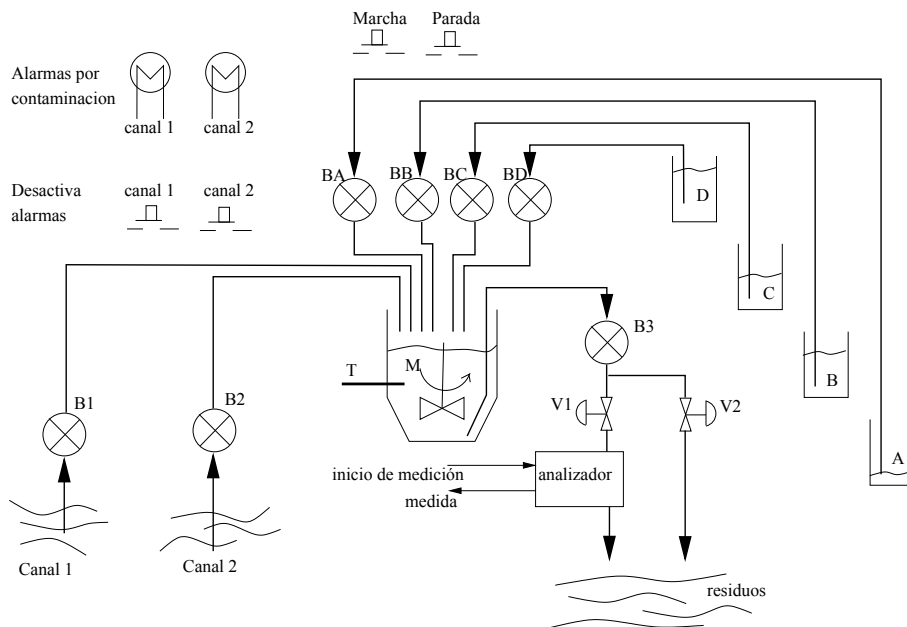 Marcha Parada
Alarmas por
contaminacion
canal 1 canal 2
Desactiva
alarmas
canal 1 canal 2
BA BB BC BD
D
C
B
A
B3
T
M
B1
B2
V1 V2
inicio de medición
medida
analizador
Canal 1
Canal 2
residuos